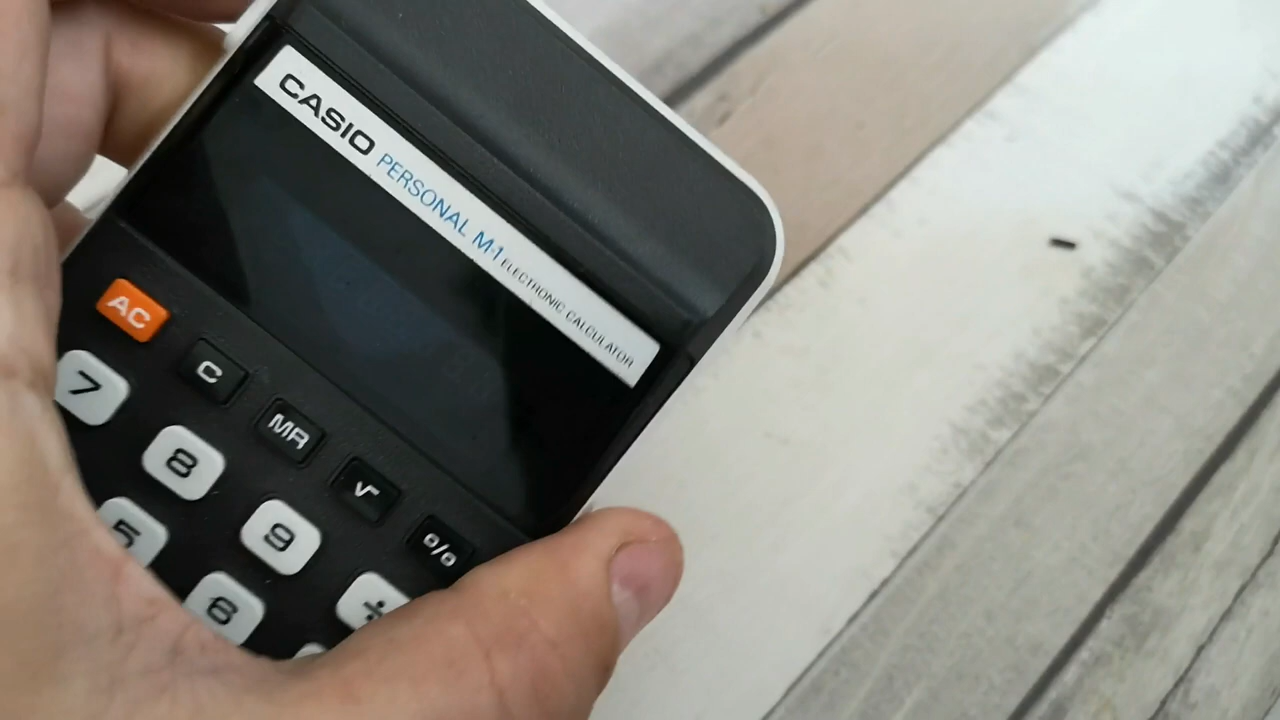 CASIO PERSONAL M-1 ELECTRONIC CALCULATOR
AC C MR √ %
7 8 9 ÷
5 6